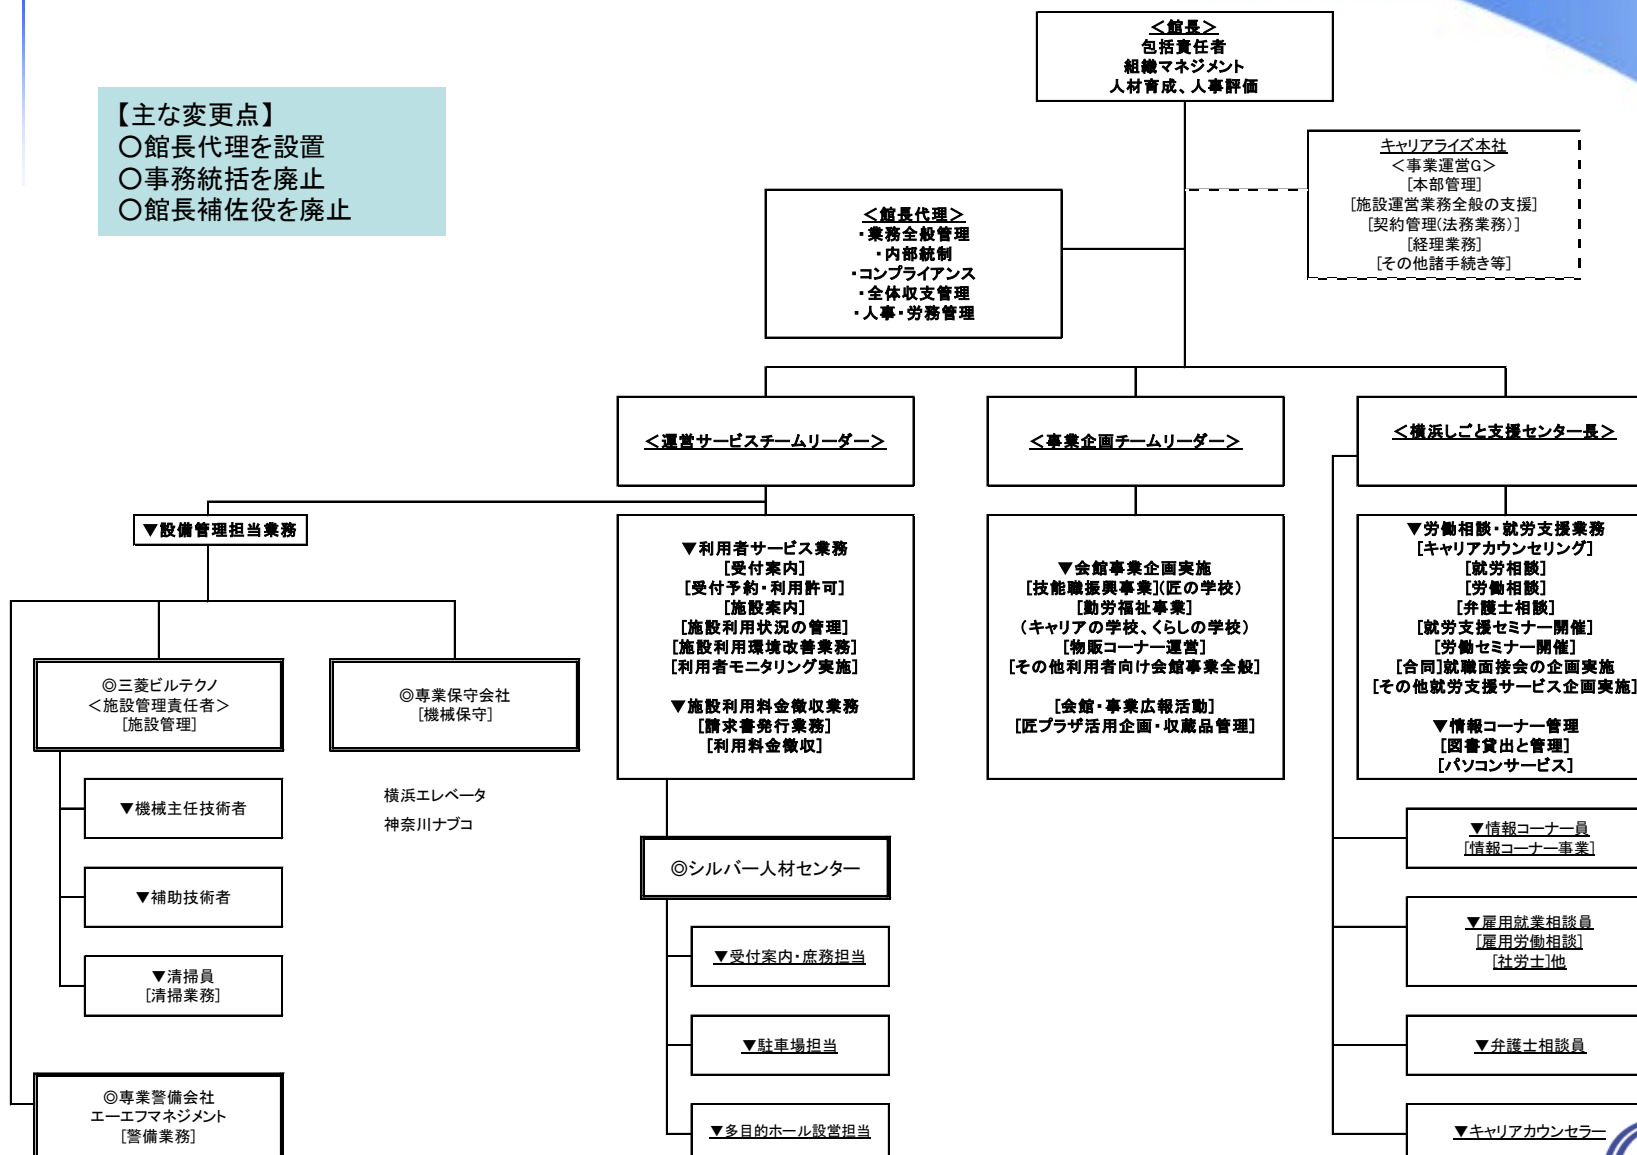 ＜館長＞
包括責任者
組織マネジメント
人材育成、人事評価
【主な変更点】
○館長代理を設置
○事務統括を廃止
○館長補佐役を廃止
キャリアライズ本社
＜事業運営G＞
[本部管理]
[施設運営業務全般の支援]
[契約管理(法務業務)]
[経理業務]
[その他諸手続き等]
＜館長代理＞
・業務全般管理
・内部統制
・コンプライアンス
・全体収支管理
・人事・労務管理
＜運営サービスチームリーダー＞
＜事業企画チームリーダー＞
＜横浜しごと支援センター長＞
▼設備管理担当業務
▼利用者サービス業務
[受付案内]
[受付予約・利用許可]
[施設案内]
[施設利用状況の管理]
[施設利用環境改善業務]
[利用者モニタリング実施]
▼施設利用料金徴収業務
[請求書発行業務]
[利用料金徴収]
▼会館事業企画実施
[技能職振興事業](匠の学校)
[勤労福祉事業]
(キャリアの学校、くらしの学校)
[物販コーナー運営]
[その他利用者向け会館事業全般]
[会館・事業広報活動]
[匠プラザ活用企画・収蔵品管理]
▼労働相談・就労支援業務
[キャリアカウンセリング]
[就労相談]
[労働相談]
[弁護士相談]
[就労支援セミナー開催]
[労働セミナー開催]
[合同]就職面接会の企画実施
[その他就労支援サービス企画実施]
▼情報コーナー管理
[図書貸出と管理]
[パソコンサービス]
◎三菱ビルテクノ
＜施設管理責任者＞
[施設管理]
◎専業保守会社
[機械保守]
横浜エレベータ
神奈川ナブコ
▼機械主任技術者
▼補助技術者
▼清掃員
[清掃業務]
◎専業警備会社
エーエフマネジメント
[警備業務]
◎シルバー人材センター
▼受付案内・庶務担当
▼駐車場担当
▼多目的ホール設営担当
▼情報コーナー員
[情報コーナー事業]
▼雇用就業相談員
[雇用労働相談]
[社労士]他
▼弁護士相談員
▼キャリアカウンセラー